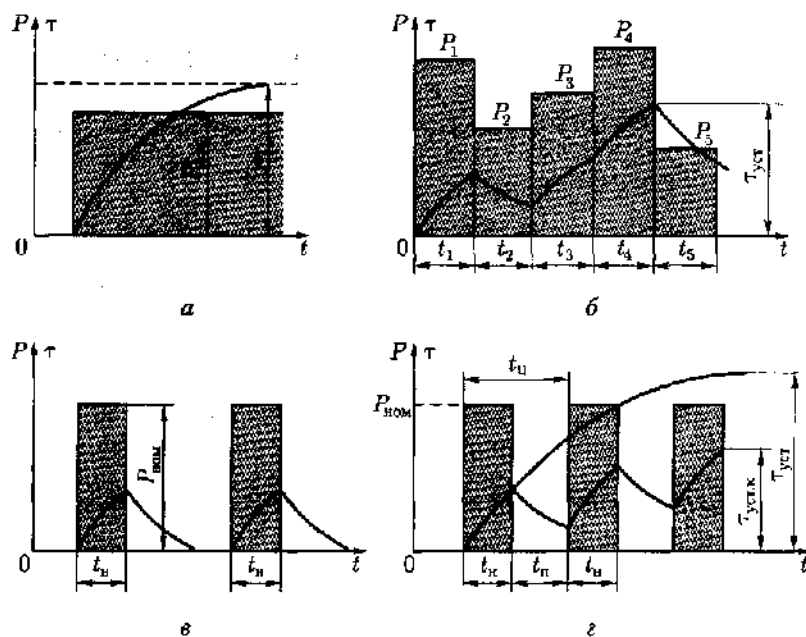 P τ
0 t
а
P τ
P₁ P₂ P₃ P₄ P₅
τуст
0 t
t₁ t₂ t₃ t₄ t₅
б
P τ
Pном
0 t
tн tн
в
P τ
tц
Pном
τуст.к
τуст
0 t
tн tп tн
г